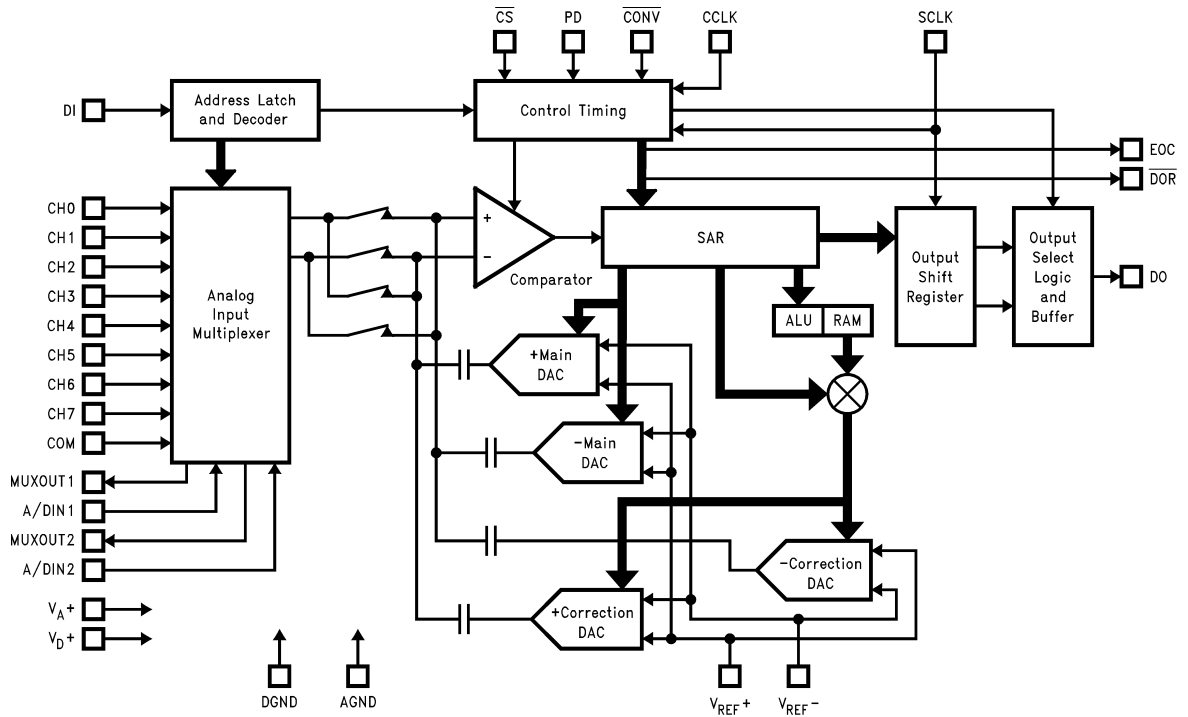 CS PD CONV CCLK SCLK
DI
Address Latch
and Decoder
Control Timing
EOC
DOR
CH0
CH1
CH2
CH3
CH4
CH5
CH6
CH7
COM
MUXOUT1
A/DIN1
MUXOUT2
A/DIN2
VA+
VD+
Analog
Input
Multiplexer
+
−
Comparator
SAR
Output
Shift
Register
Output
Select
Logic
and
Buffer
DO
ALU RAM
+Main
DAC
−Main
DAC
−Correction
DAC
+Correction
DAC
DGND AGND VREF+ VREF−